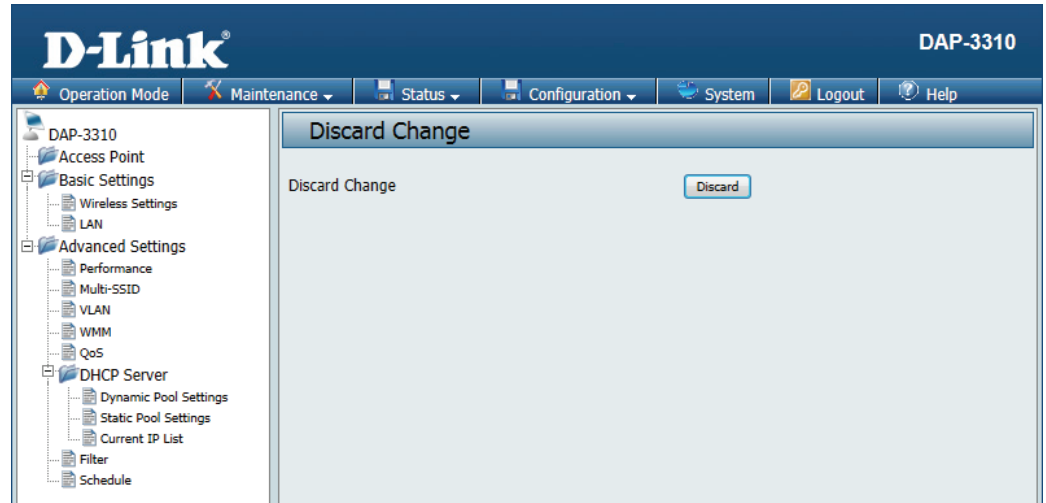 D-Link®
DAP-3310
Operation Mode Maintenance Status Configuration System Logout Help
DAP-3310
Access Point
Basic Settings
Wireless Settings
LAN
Advanced Settings
Performance
Multi-SSID
VLAN
WMM
QoS
DHCP Server
Dynamic Pool Settings
Static Pool Settings
Current IP List
Filter
Schedule
Discard Change
Discard Change Discard